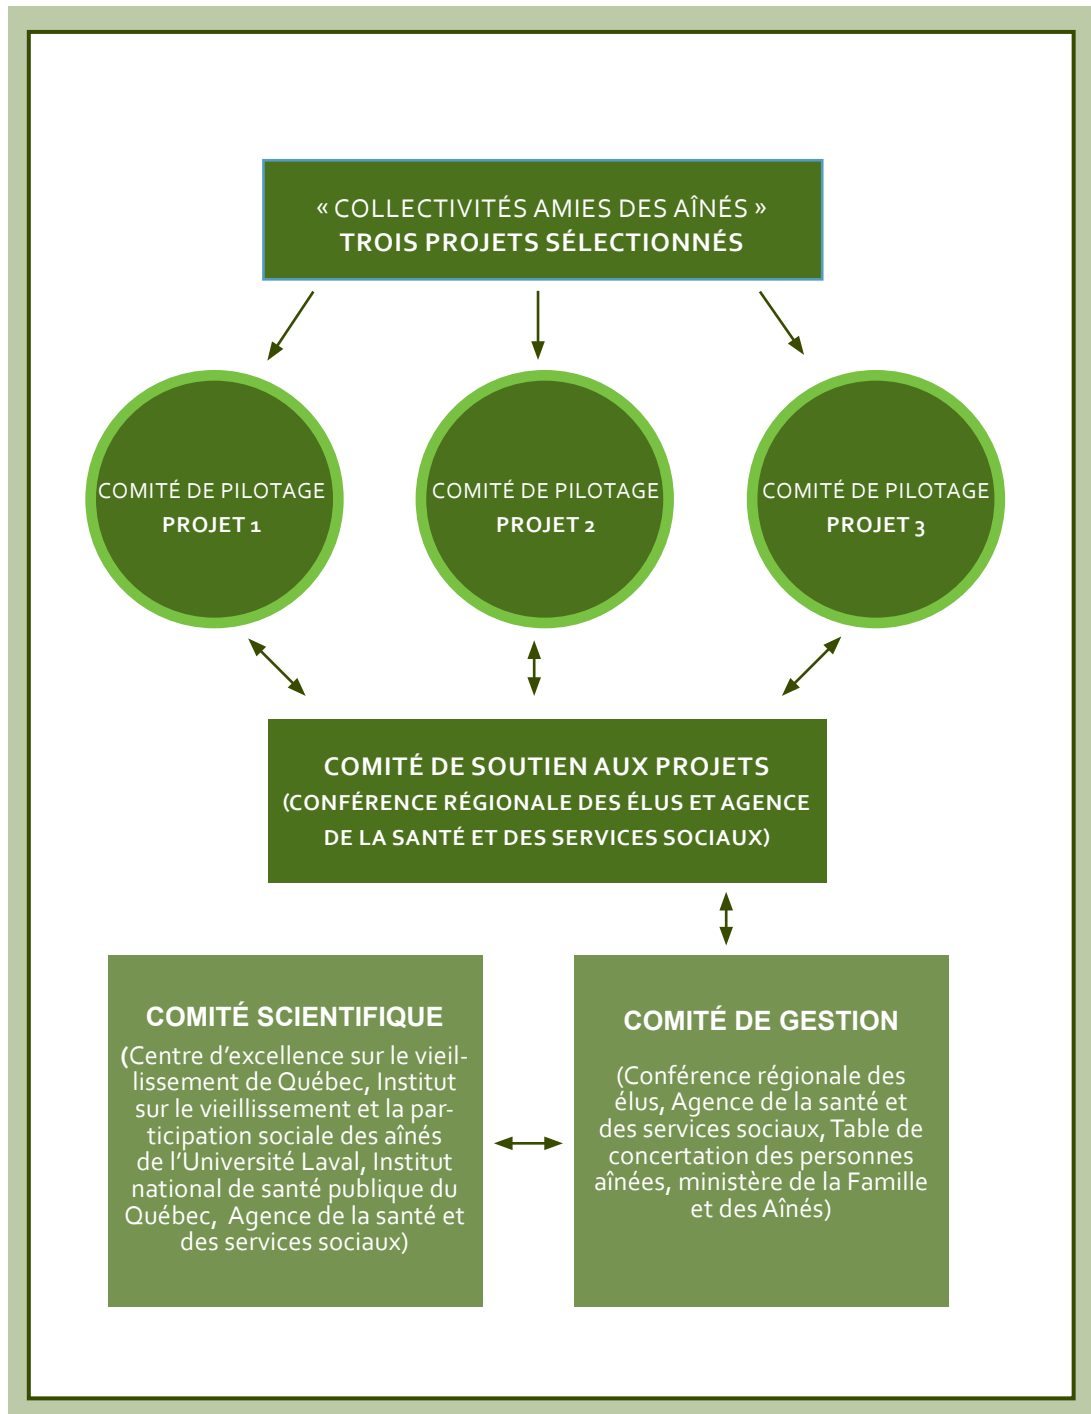 « COLLECTIVITÉS AMIES DES AÎNÉS »
TROIS PROJETS SÉLECTIONNÉS
COMITÉ DE PILOTAGE
PROJET 1
COMITÉ DE PILOTAGE
PROJET 2
COMITÉ DE PILOTAGE
PROJET 3
COMITÉ DE SOUTIEN AUX PROJETS
(CONFÉRENCE RÉGIONALE DES ÉLUS ET AGENCE
DE LA SANTÉ ET DES SERVICES SOCIAUX)
COMITÉ SCIENTIFIQUE
(Centre d'excellence sur le vieil-
lissement de Québec, Institut
sur le vieillissement et la par-
ticipation sociale des aînés
de l'Université Laval, Institut
national de santé publique du
Québec, Agence de la santé et
des services sociaux)
COMITÉ DE GESTION
(Conférence régionale des
élus, Agence de la santé et
des services sociaux, Table de
concertation des personnes
aînées, ministère de la Famille
et des Aînés)